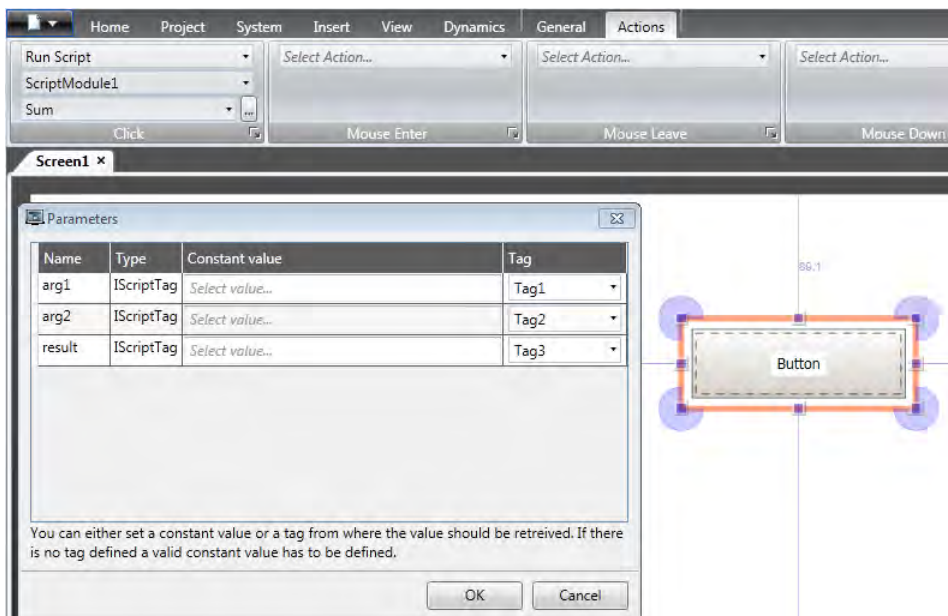 Home Project System Insert View Dynamics General Actions
Run Script Select Action... Select Action... Select Action...
ScriptModule1
Sum ...
Click Mouse Enter Mouse Leave Mouse Down
Screen1 ×
Parameters
Name Type Constant value Tag
arg1 IScriptTag Select value... Tag1
arg2 IScriptTag Select value... Tag2
result IScriptTag Select value... Tag3
69.1
Button
You can either set a constant value or a tag from where the value should be retreived. If there
is no tag defined a valid constant value has to be defined.
OK Cancel